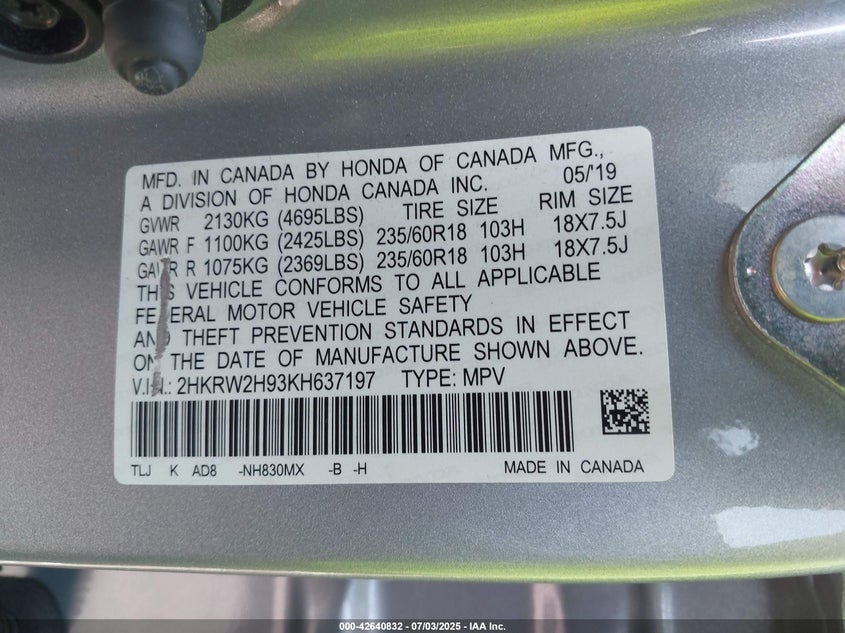 MFD. IN CANADA BY HONDA OF CANADA MFG.,
A DIVISION OF HONDA CANADA INC. 05/'19
GVWR 2130KG (4695LBS) TIRE SIZE RIM SIZE
GAWR F 1100KG (2425LBS) 235/60R18 103H 18X7.5J
GAWR R 1075KG (2369LBS) 235/60R18 103H 18X7.5J
THIS VEHICLE CONFORMS TO ALL APPLICABLE
FEDERAL MOTOR VEHICLE SAFETY
AND THEFT PREVENTION STANDARDS IN EFFECT
ON THE DATE OF MANUFACTURE SHOWN ABOVE.
V.I.N.: 2HKRW2H93KH637197 TYPE: MPV
TLJ K AD8 -NH830MX -B -H MADE IN CANADA
000-42640832 - 07/03/2025 - IAA Inc.